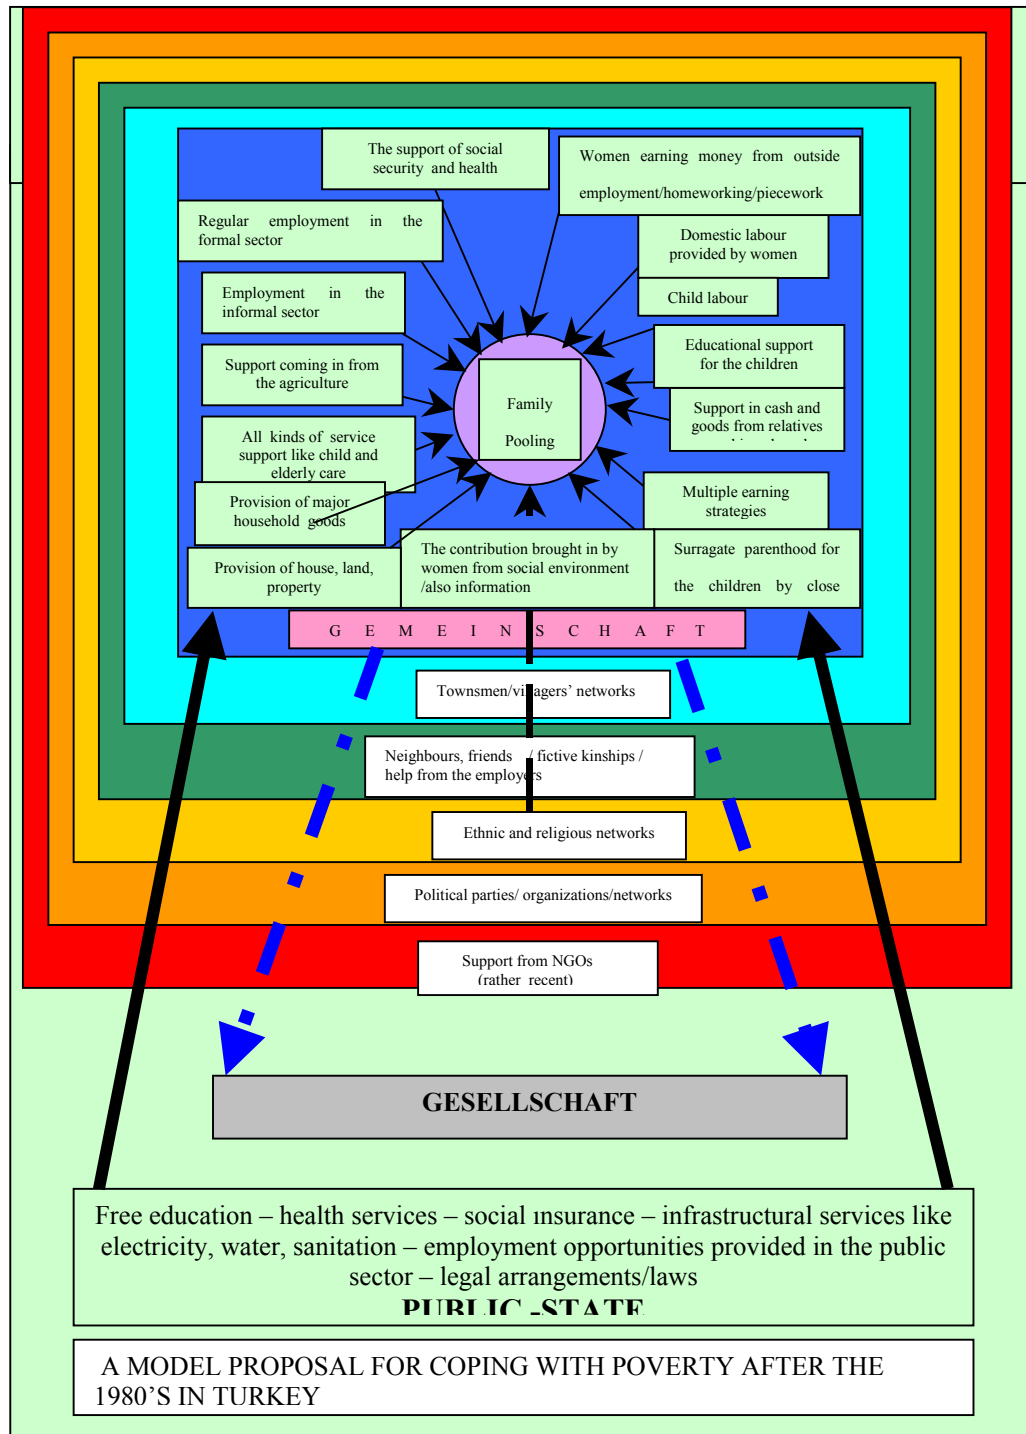 The support of social
security and health
Women earning money from outside
employment/homeworking/piecework
Regular employment in the
formal sector
Domestic labour
provided by women
Employment in the
informal sector
Child labour
Support coming in from
the agriculture
Educational support
for the children
Family
Pooling
Support in cash and
goods from relatives
All kinds of service
support like child and
elderly care
Provision of major
household goods
Multiple earning
strategies
Provision of house, land,
property
The contribution brought in by
women from social environment
/also information
Surragate parenthood for
the children by close
G E M E I N S C H A F T
Townsmen/villagers’ networks
Neighbours, friends / fictive kinships /
help from the employers
Ethnic and religious networks
Political parties/ organizations/networks
Support from NGOs
(rather recent)
GESELLSCHAFT
Free education – health services – social ınsurance – infrastructural services like
electricity, water, sanitation – employment opportunities provided in the public
sector – legal arrangements/laws
PUBLIC -STATE
A MODEL PROPOSAL FOR COPING WITH POVERTY AFTER THE
1980’S IN TURKEY